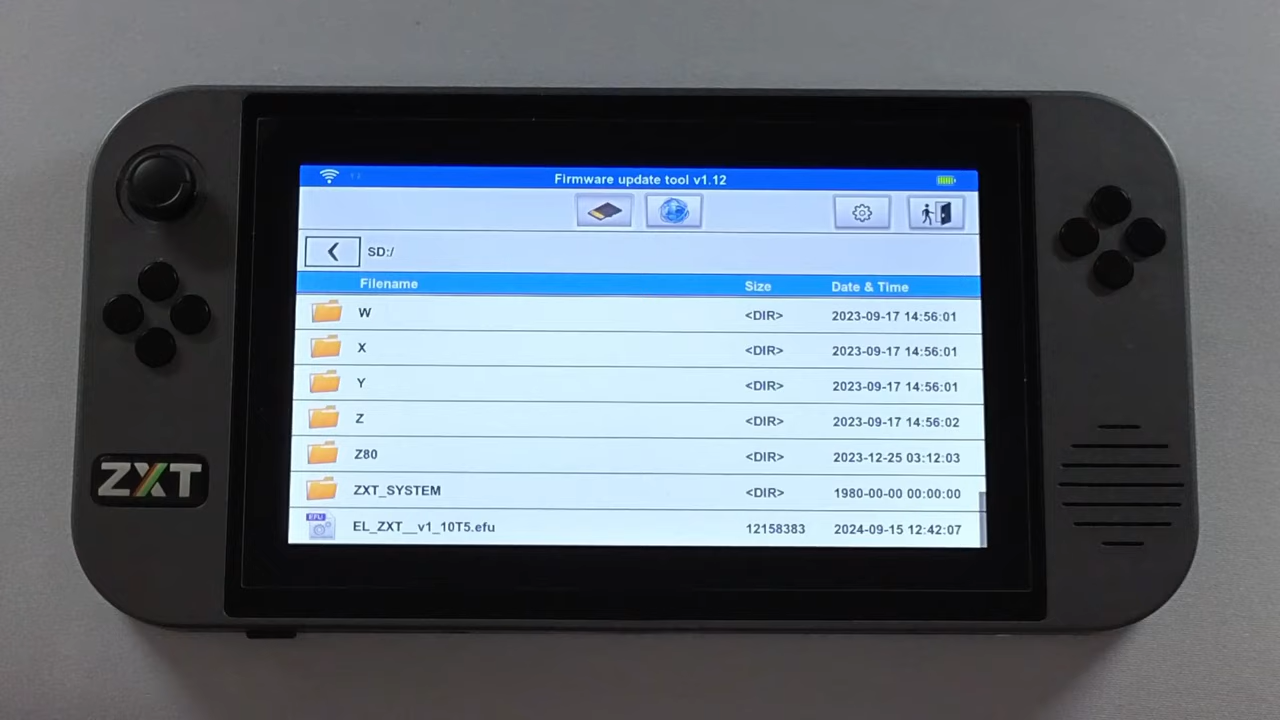 Firmware update tool v1.12
SD:/
Filename Size Date & Time
W <DIR> 2023-09-17 14:56:01
X <DIR> 2023-09-17 14:56:01
Y <DIR> 2023-09-17 14:56:01
Z <DIR> 2023-09-17 14:56:02
Z80 <DIR> 2023-12-25 03:12:03
ZXT_SYSTEM <DIR> 1980-00-00 00:00:00
EFU
EL_ZXT__v1_10T5.efu 12158383 2024-09-15 12:42:07
ZXT